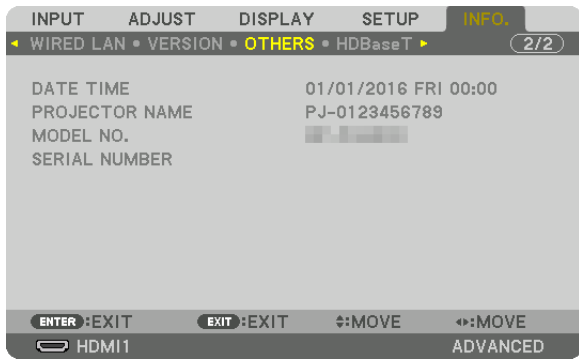 INPUT ADJUST DISPLAY SETUP INFO.
WIRED LAN • VERSION • OTHERS • HDBaseT 2/2
DATE TIME 01/01/2016 FRI 00:00
PROJECTOR NAME PJ-0123456789
MODEL NO.
SERIAL NUMBER
ENTER :EXIT EXIT :EXIT :MOVE :MOVE
HDMI1 ADVANCED